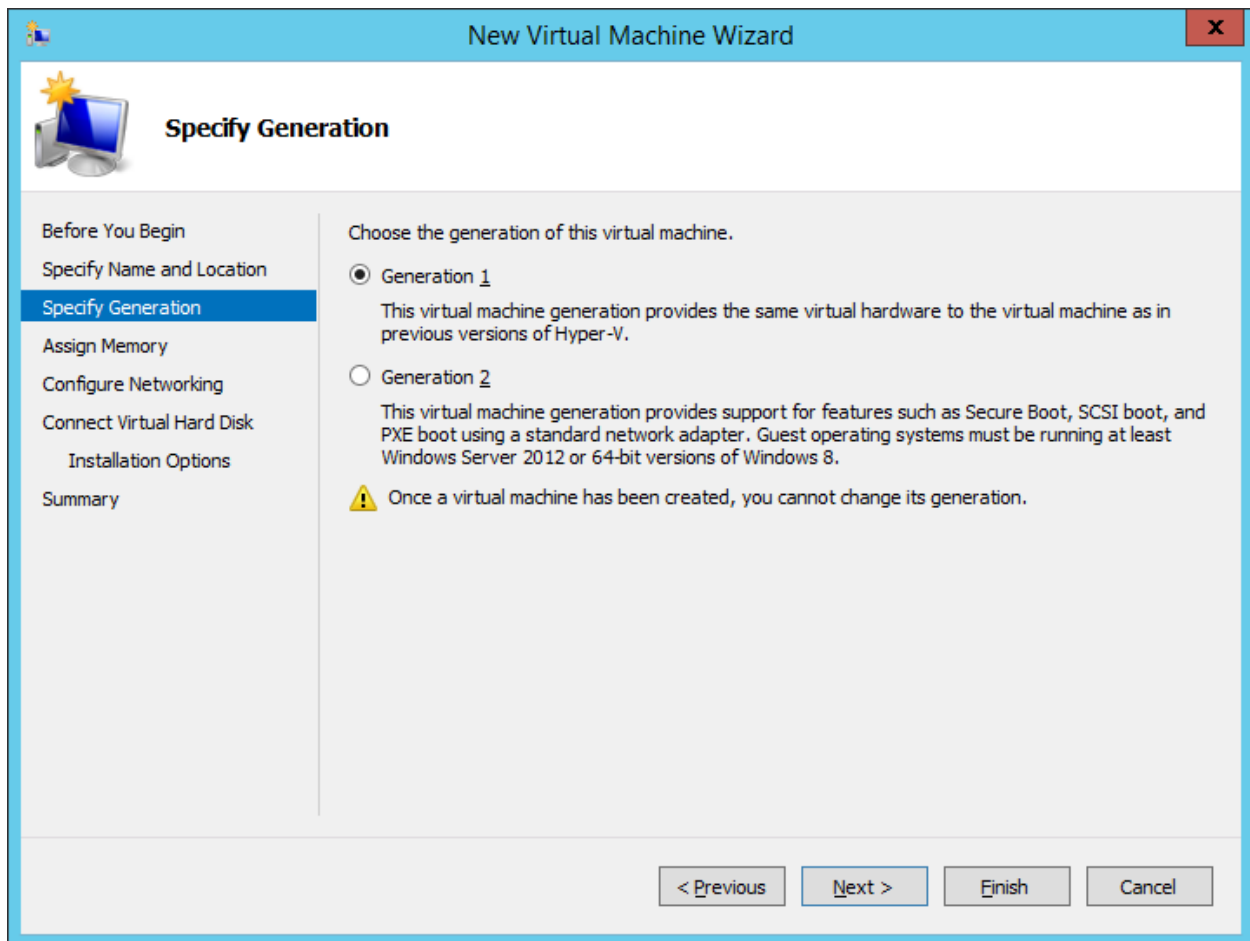 New Virtual Machine Wizard
x
Specify Generation
Before You Begin
Specify Name and Location
Specify Generation
Assign Memory
Configure Networking
Connect Virtual Hard Disk
Installation Options
Summary
Choose the generation of this virtual machine.
Generation 1
This virtual machine generation provides the same virtual hardware to the virtual machine as in
previous versions of Hyper-V.
Generation 2
This virtual machine generation provides support for features such as Secure Boot, SCSI boot, and
PXE boot using a standard network adapter. Guest operating systems must be running at least
Windows Server 2012 or 64-bit versions of Windows 8.
Once a virtual machine has been created, you cannot change its generation.
< Previous
Next >
Finish
Cancel